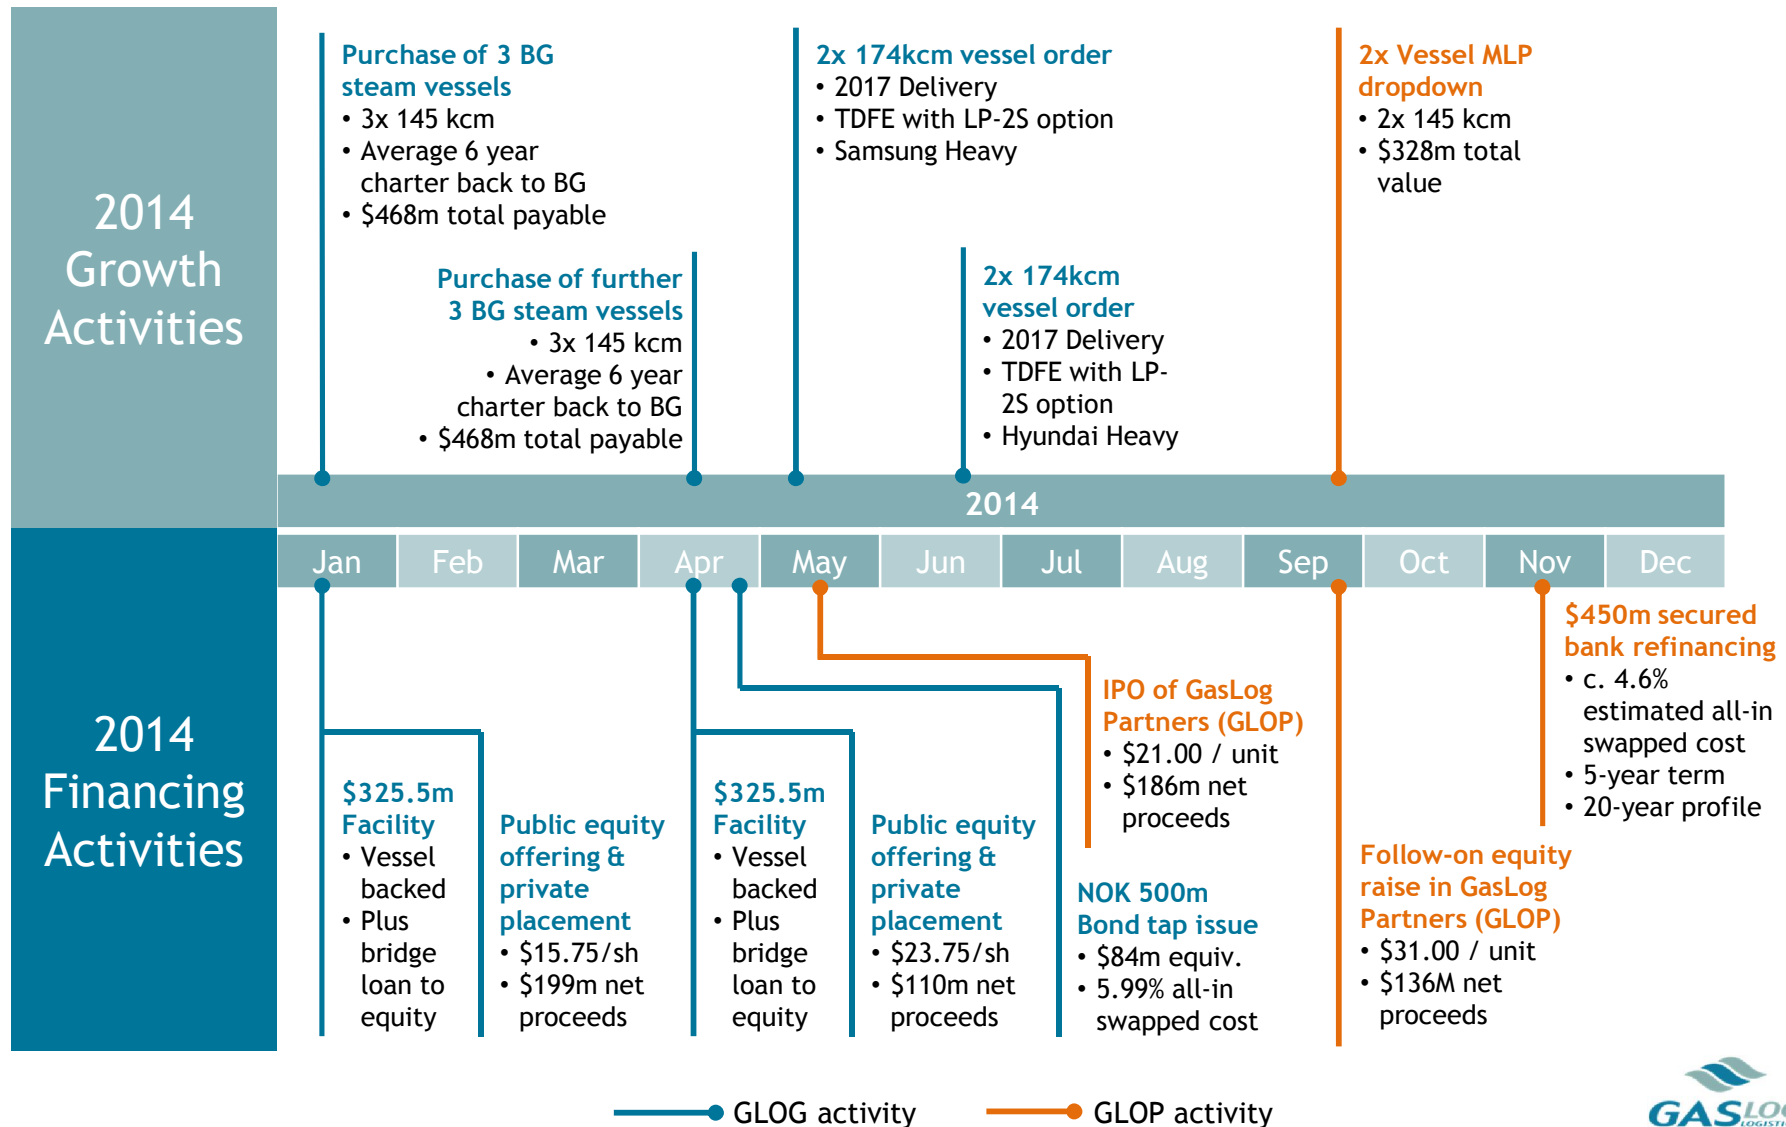 2014
Growth
Activities
Purchase of 3 BG
steam vessels
• 3x 145 kcm
• Average 6 year
charter back to BG
• $468m total payable
Purchase of further
3 BG steam vessels
• 3x 145 kcm
• Average 6 year
charter back to BG
• $468m total payable
2x 174kcm vessel order
• 2017 Delivery
• TDFE with LP-2S option
• Samsung Heavy
2x 174kcm
vessel order
• 2017 Delivery
• TDFE with LP-
2S option
• Hyundai Heavy
2x Vessel MLP
dropdown
• 2x 145 kcm
• $328m total
value
2014
Jan Feb Mar Apr May Jun Jul Aug Sep Oct Nov Dec
2014
Financing
Activities
$325.5m
Facility
• Vessel
backed
• Plus
bridge
loan to
equity
Public equity
offering &
private
placement
• $15.75/sh
• $199m net
proceeds
$325.5m
Facility
• Vessel
backed
• Plus
bridge
loan to
equity
Public equity
offering &
private
placement
• $23.75/sh
• $110m net
proceeds
IPO of GasLog
Partners (GLOP)
• $21.00 / unit
• $186m net
proceeds
NOK 500m
Bond tap issue
• $84m equiv.
• 5.99% all-in
swapped cost
Follow-on equity
raise in GasLog
Partners (GLOP)
• $31.00 / unit
• $136M net
proceeds
$450m secured
bank refinancing
• c. 4.6%
estimated all-in
swapped cost
• 5-year term
• 20-year profile
GLOG activity
GLOP activity
GASLOG